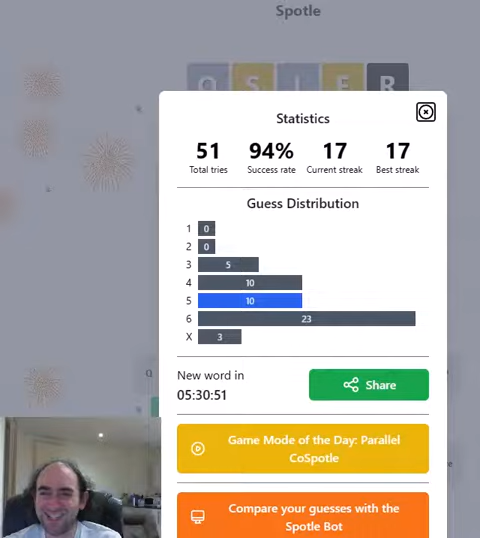 Spotle
O S I E R
Statistics
51 94% 17 17
Total tries Success rate Current streak Best streak
Guess Distribution
1 0
2 0
3 5
4 10
5 10
6 23
X 3
New word in
05:30:51
Share
Game Mode of the Day: Parallel
CoSpotle
Compare your guesses with the
Spotle Bot